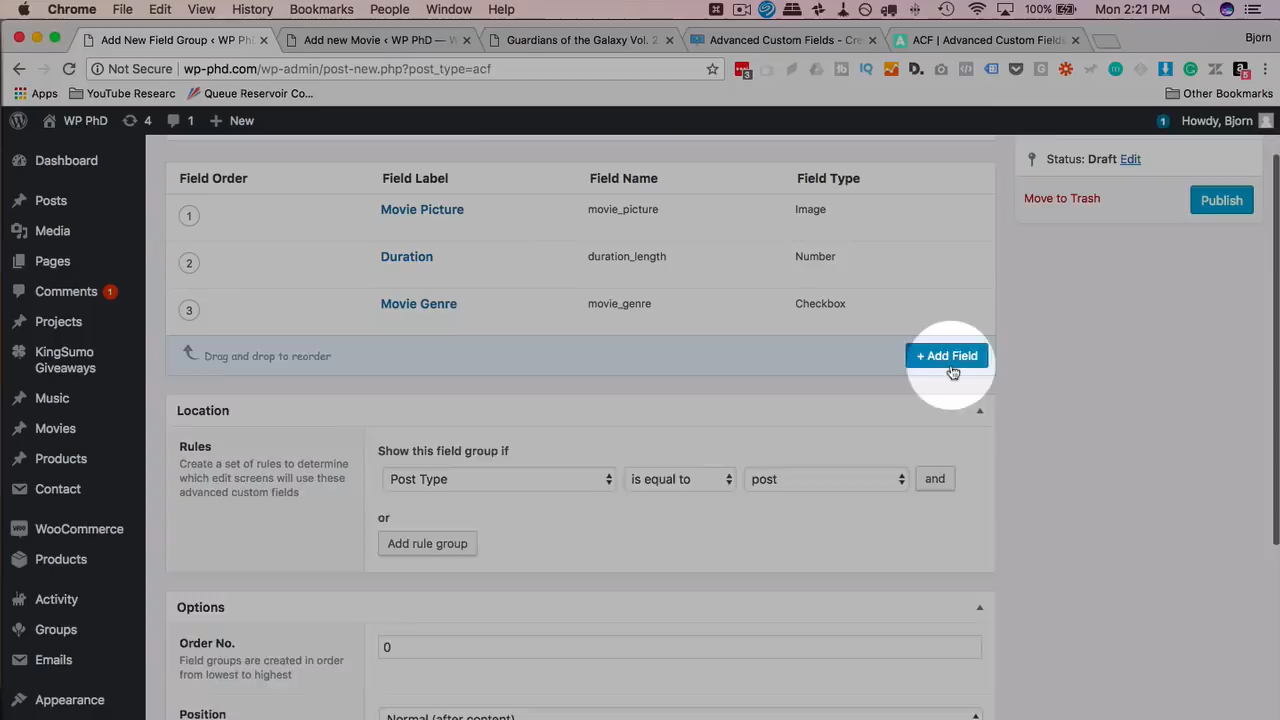 Chrome File Edit View History Bookmarks People Window Help 100% Mon 2:21 PM
Add New Field Group ‹ WP PhD Add new Movie ‹ WP PhD — W Guardians of the Galaxy Vol. 2 Advanced Custom Fields - Cre ACF | Advanced Custom Fields Bjorn
Not Secure wp-phd.com/wp-admin/post-new.php?post_type=acf 3 IQ D. G 5
Apps YouTube Researc Queue Reservoir Co... Other Bookmarks
WP PhD 4 1 New 1 Howdy, Bjorn
Dashboard
Posts
Media
Pages
Comments 1
Projects
KingSumo
Giveaways
Music
Movies
Products
Contact
WooCommerce
Products
Activity
Groups
Emails
Appearance
Field Order Field Label Field Name Field Type
1 Movie Picture movie_picture Image
2 Duration duration_length Number
3 Movie Genre movie_genre Checkbox
Drag and drop to reorder + Add Field
Location
Rules
Create a set of rules to determine
which edit screens will use these
advanced custom fields
Show this field group if
Post Type is equal to post and
or
Add rule group
Options
Order No.
Field groups are created in order
from lowest to highest
0
Position
Normal (after content)
Status: Draft Edit
Move to Trash Publish